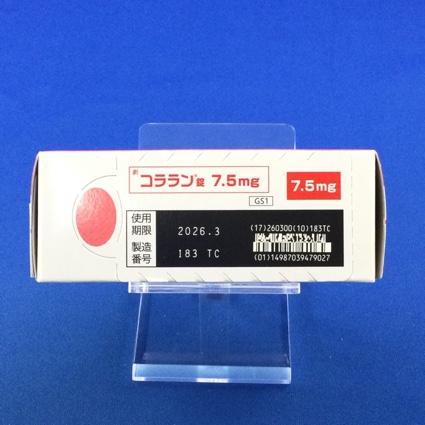 劇 コララン®錠 7.5mg
7.5mg
GS1
使用
期限
2026.3
製造
番号
183 TC
(17)260300(10)183TC
(01)14987039479027